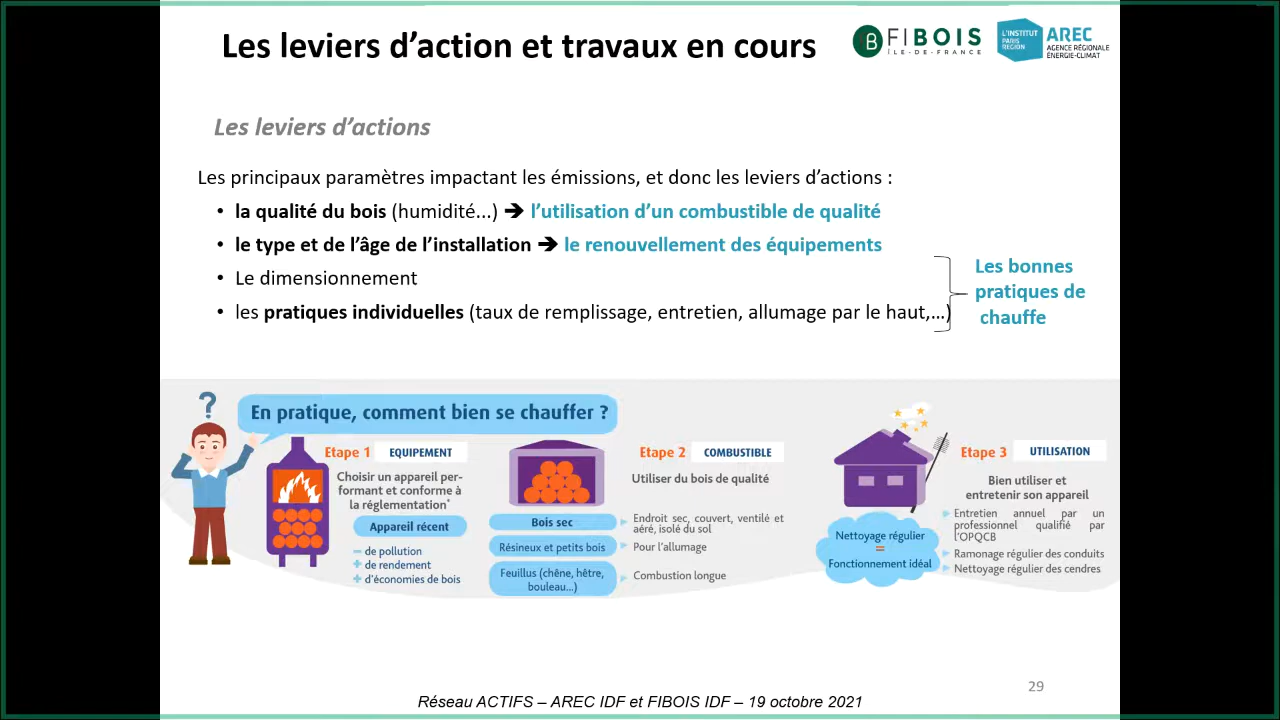 Les leviers d'action et travaux en cours
FIBOIS
ÎLE-DE-FRANCE
L'INSTITUT
PARIS
REGION
AREC
AGENCE RÉGIONALE
ÉNERGIE-CLIMAT
Les leviers d'actions
Les principaux paramètres impactant les émissions, et donc les leviers d'actions :
• la qualité du bois (humidité...) ➔ l'utilisation d'un combustible de qualité
• le type et de l'âge de l'installation ➔ le renouvellement des équipements
• Le dimensionnement
• les pratiques individuelles (taux de remplissage, entretien, allumage par le haut,...)
Les bonnes
pratiques de
chauffe
?
En pratique, comment bien se chauffer ?
Etape 1 EQUIPEMENT
Choisir un appareil per-
formant et conforme à
la réglementation*
Appareil récent
− de pollution
+ de rendement
+ d'économies de bois
Etape 2 COMBUSTIBLE
Utiliser du bois de qualité
Bois sec
Endroit sec, couvert, ventilé et
aéré, isolé du sol
Résineux et petits bois
Pour l'allumage
Feuillus (chêne, hêtre,
bouleau...)
Combustion longue
Etape 3 UTILISATION
Bien utiliser et
entretenir son appareil
Nettoyage régulier
=
Fonctionnement idéal
Entretien annuel par un
professionnel qualifié par
l'OPQCB
Ramonage régulier des conduits
Nettoyage régulier des cendres
29
Réseau ACTIFS – AREC IDF et FIBOIS IDF – 19 octobre 2021